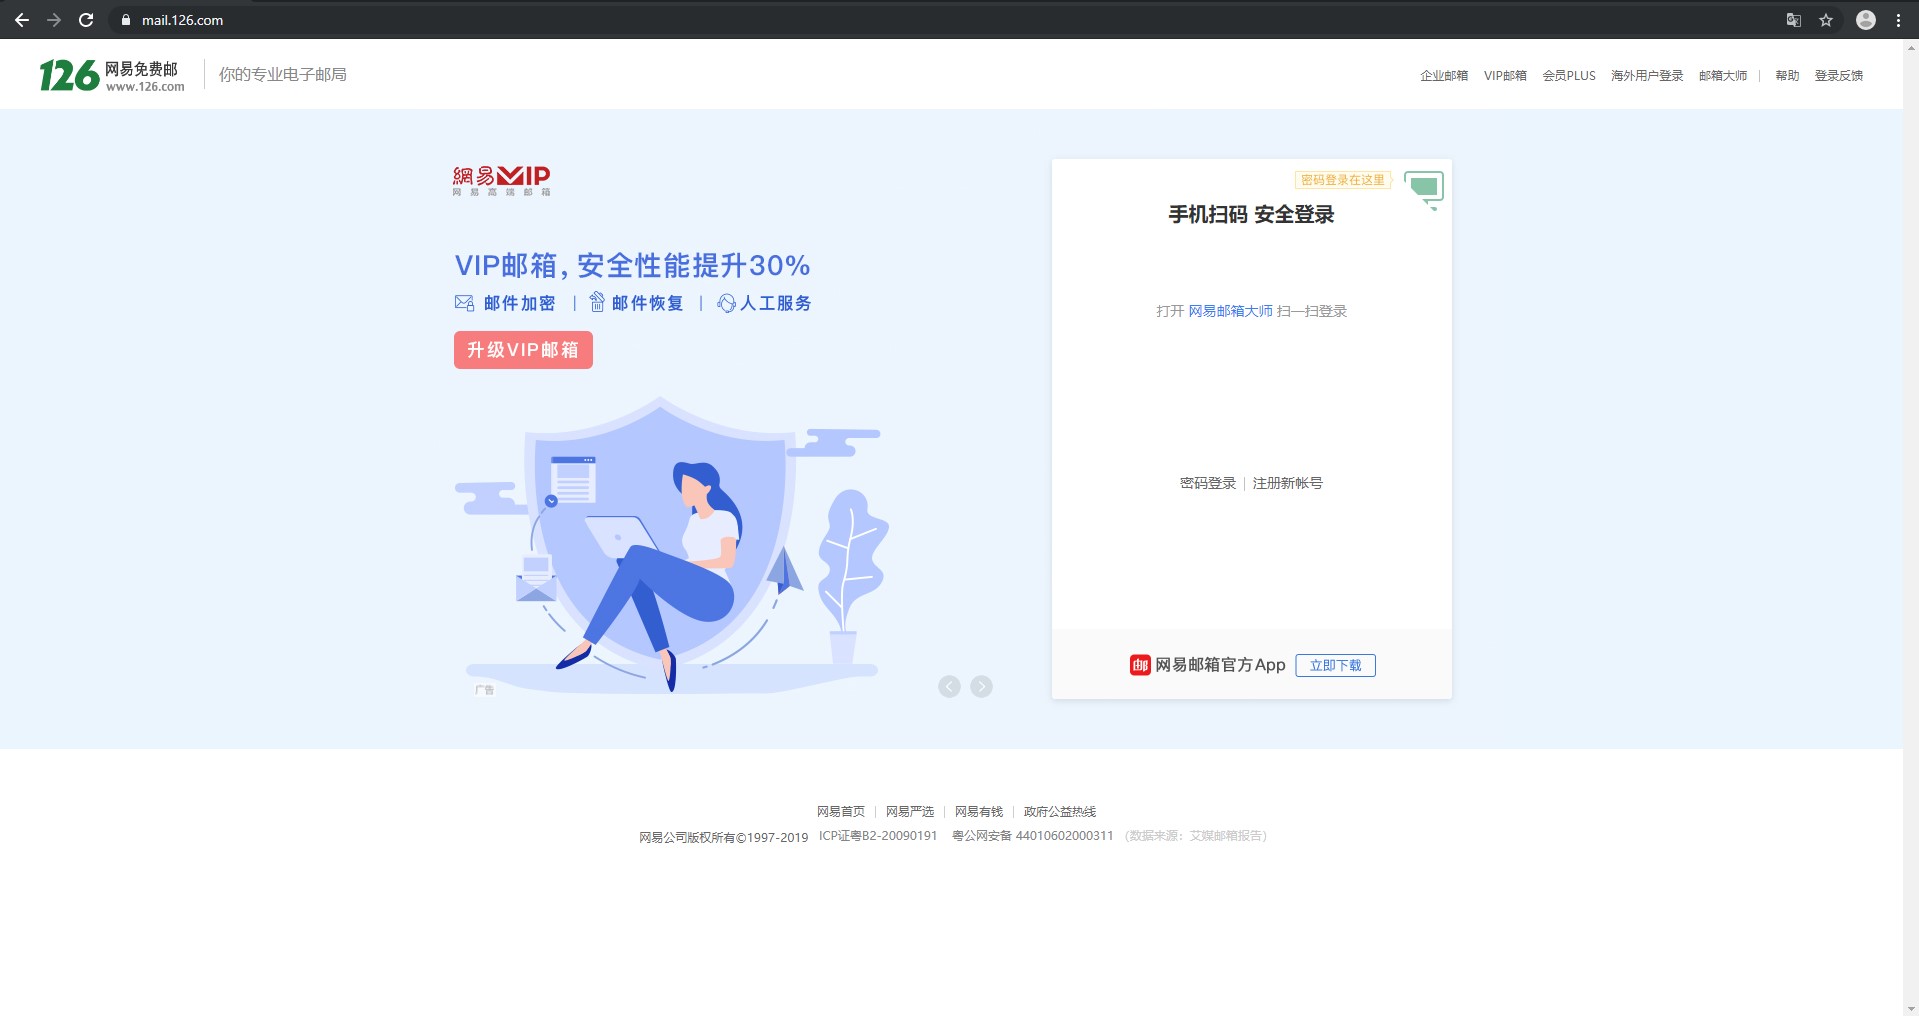 mail.126.com
126 网易免费邮
www.126.com
你的专业电子邮局
企业邮箱 VIP邮箱 会员PLUS 海外用户登录 邮箱大师 | 帮助 登录反馈
網易VIP
网易高端邮箱
VIP邮箱,安全性能提升30%
邮件加密 | 邮件恢复 | 人工服务
升级VIP邮箱
广告
密码登录在这里
手机扫码 安全登录
打开 网易邮箱大师 扫一扫登录
密码登录 | 注册新帐号
邮 网易邮箱官方App 立即下载
网易首页 | 网易严选 | 网易有钱 | 政府公益热线
网易公司版权所有©1997-2019 ICP证粤B2-20090191 粤公网安备 44010602000311 (数据来源:艾媒邮箱报告)